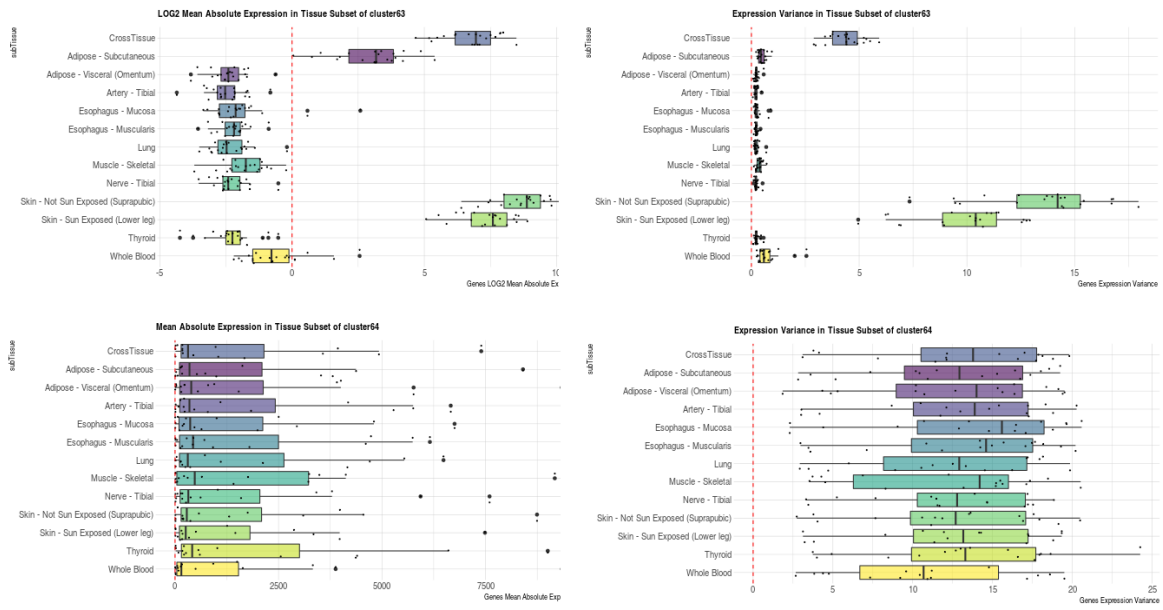 LOG2 Mean Absolute Expression in Tissue Subset of cluster63
subTissue
CrossTissue
Adipose - Subcutaneous
Adipose - Visceral (Omentum)
Artery - Tibial
Esophagus - Mucosa
Esophagus - Muscularis
Lung
Muscle - Skeletal
Nerve - Tibial
Skin - Not Sun Exposed (Suprapubic)
Skin - Sun Exposed (Lower leg)
Thyroid
Whole Blood
-5 0 5 10
Genes LOG2 Mean Absolute Ex
Expression Variance in Tissue Subset of cluster63
subTissue
CrossTissue
Adipose - Subcutaneous
Adipose - Visceral (Omentum)
Artery - Tibial
Esophagus - Mucosa
Esophagus - Muscularis
Lung
Muscle - Skeletal
Nerve - Tibial
Skin - Not Sun Exposed (Suprapubic)
Skin - Sun Exposed (Lower leg)
Thyroid
Whole Blood
0 5 10 15
Genes Expression Variance
Mean Absolute Expression in Tissue Subset of cluster64
subTissue
CrossTissue
Adipose - Subcutaneous
Adipose - Visceral (Omentum)
Artery - Tibial
Esophagus - Mucosa
Esophagus - Muscularis
Lung
Muscle - Skeletal
Nerve - Tibial
Skin - Not Sun Exposed (Suprapubic)
Skin - Sun Exposed (Lower leg)
Thyroid
Whole Blood
0 2500 5000 7500
Genes Mean Absolute Exp
Expression Variance in Tissue Subset of cluster64
subTissue
CrossTissue
Adipose - Subcutaneous
Adipose - Visceral (Omentum)
Artery - Tibial
Esophagus - Mucosa
Esophagus - Muscularis
Lung
Muscle - Skeletal
Nerve - Tibial
Skin - Not Sun Exposed (Suprapubic)
Skin - Sun Exposed (Lower leg)
Thyroid
Whole Blood
0 5 10 15 20 25
Genes Expression Variance